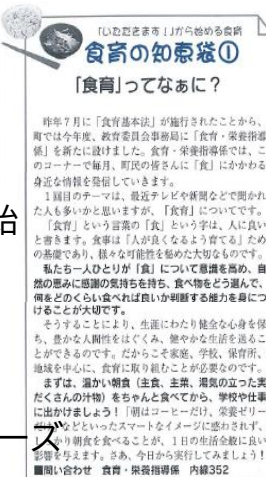 「いただきます！」から始める食育
食育の知恵袋①
「食育」ってなぁに？
昨年７月に「食育基本法」が施行されたことから、
町では今年度、教育委員会事務局に「食育・栄養指導
係」を新たに設けました。食育・栄養指導係では、こ
のコーナーで毎月、町民の皆さんに「食」にかかわる
身近な情報を発信していきます。
１回目のテーマは、最近テレビや新聞などで聞かれ
た人も多いかと思いますが、「食育」についてです。
「食育」という言葉の「食」という字は、人に良い
と書きます。食事は「人が良くなるよう育てる」ため
の基礎であり、様々な可能性を秘めた大切なものです。
私たち一人ひとりが「食」について意識を高め、自
然の恵みに感謝の気持ちを持ち、食べ物をどう選んで、
何をどのくらい食べれば良いか判断する能力を身につ
けることが大切です。
そうすることにより、生涯にわたり健全な心身を保
ち、豊かな人間性をはぐくみ、健やかな生活を送るこ
とができるのです。だからこそ家庭、学校、保育所、
地域を中心に、食育に取り組むことが必要なのです。
まずは、温かい朝食（主食、主菜、湯気の立った実
だくさんの汁物）をちゃんと食べてから、学校や仕事
に出かけましょう！「朝はコーヒーだけ、栄養ゼリー
などといったスマートなイメージに惑わされず、
かり朝食を食べることが、１日の生活全般に良い
影響を与えます。さあ、今日から実行してみましょう！
■問い合わせ　食育・栄養指導係　内線352
治
ーズ